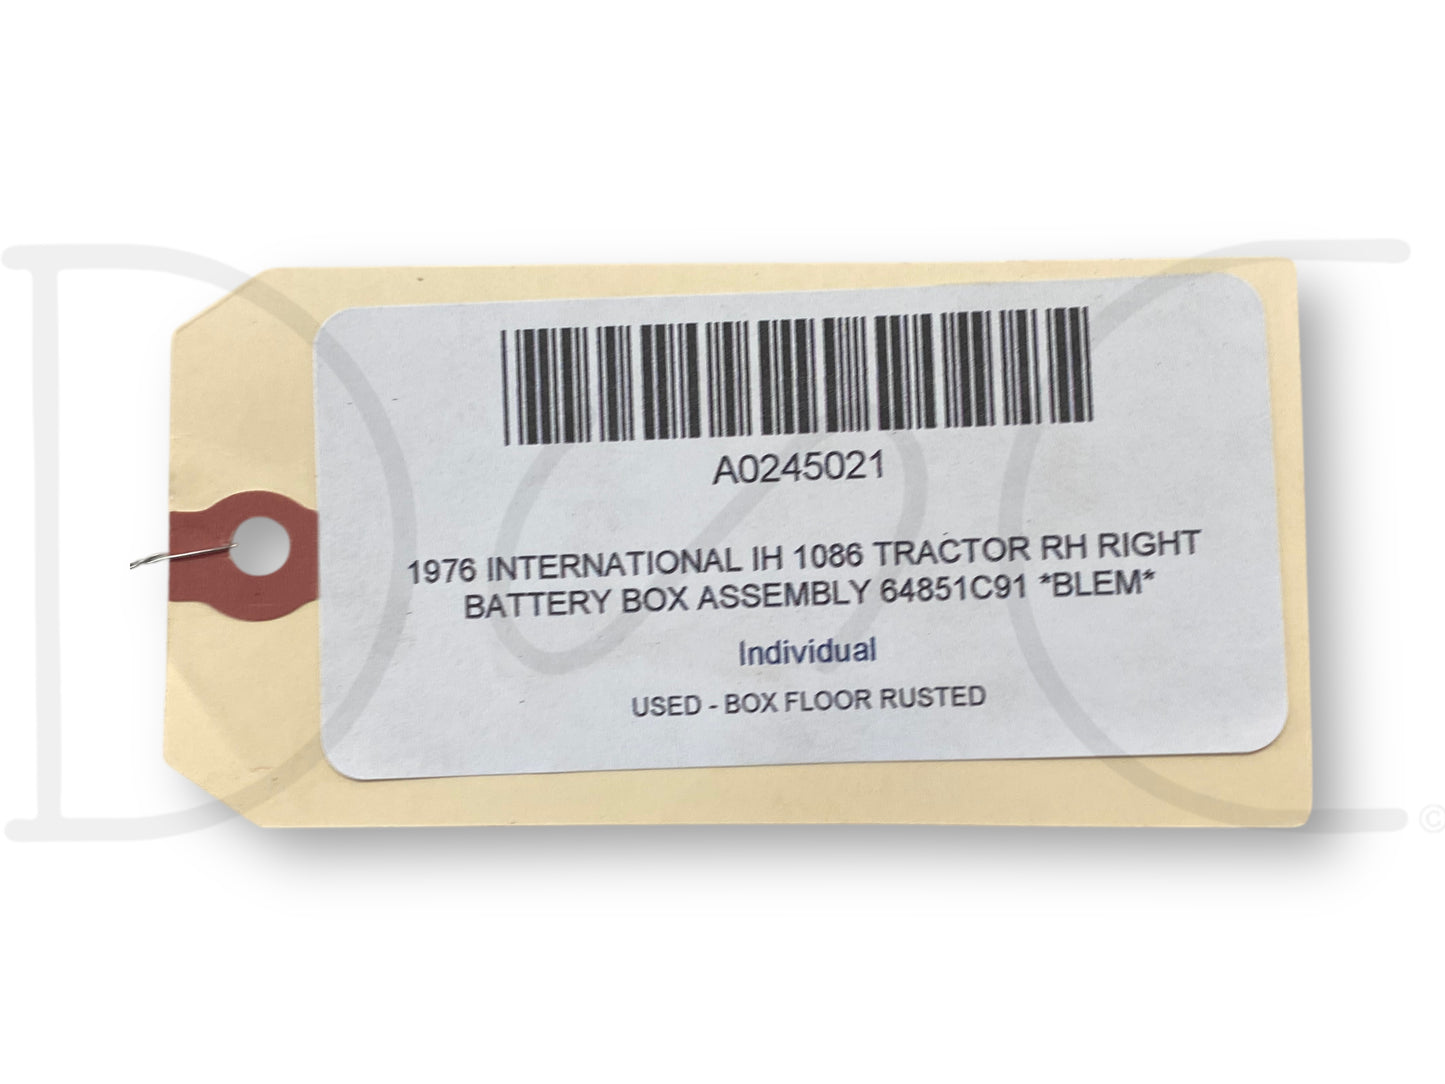 A0245021
1976 INTERNATIONAL IH 1086 TRACTOR RH RIGHT
BATTERY BOX ASSEMBLY 64851C91 *BLEM*
Individual
USED - BOX FLOOR RUSTED
D C
©